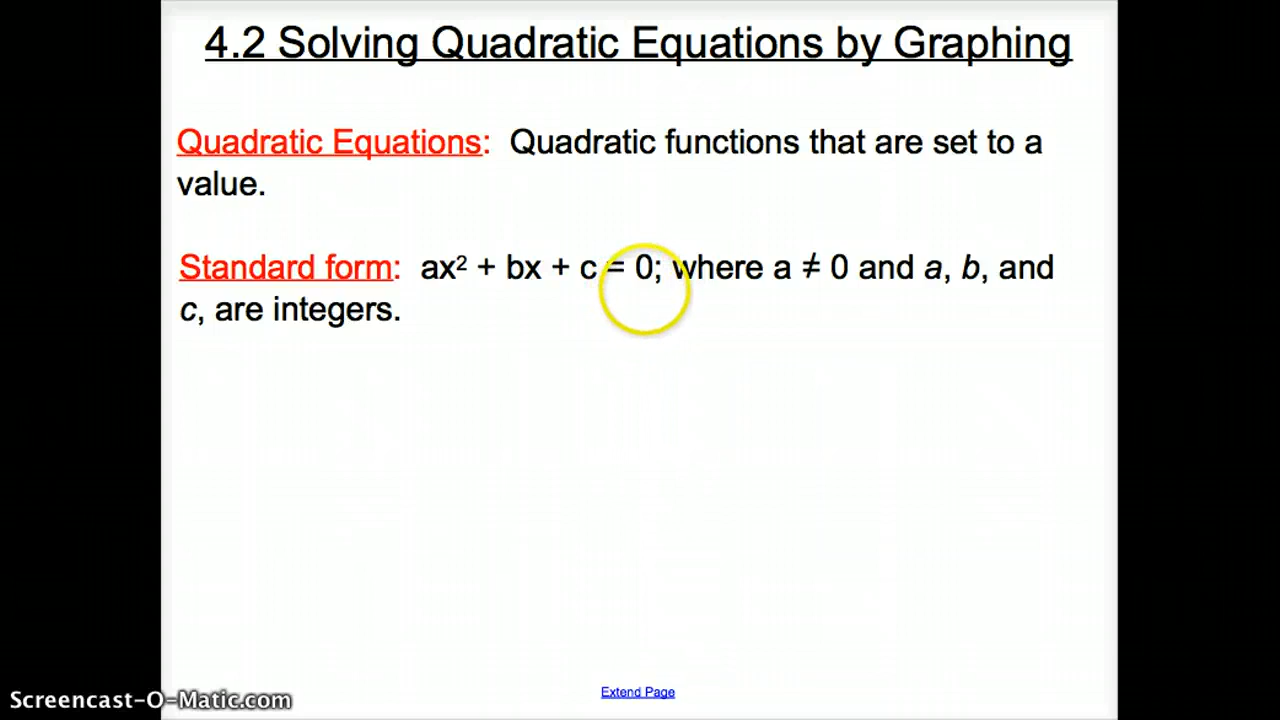 4.2 Solving Quadratic Equations by Graphing
Quadratic Equations: Quadratic functions that are set to a
value.
Standard form: ax² + bx + c = 0; where a ≠ 0 and a, b, and
c, are integers.
Extend Page
Screencast-O-Matic.com